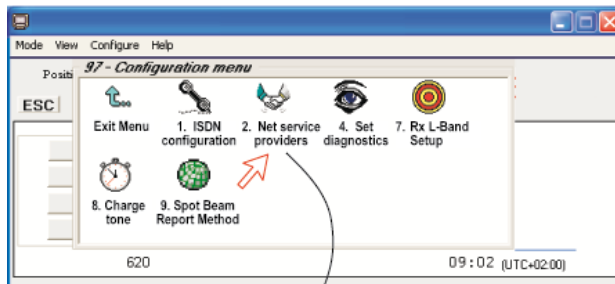 Mode View Configure Help
97 - Configuration menu
ESC
Exit Menu
1. ISDN configuration
2. Net service providers
4. Set diagnostics
7. Rx L-Band Setup
8. Charge tone
9. Spot Beam Report Method
620
09:02 (UTC+02:00)